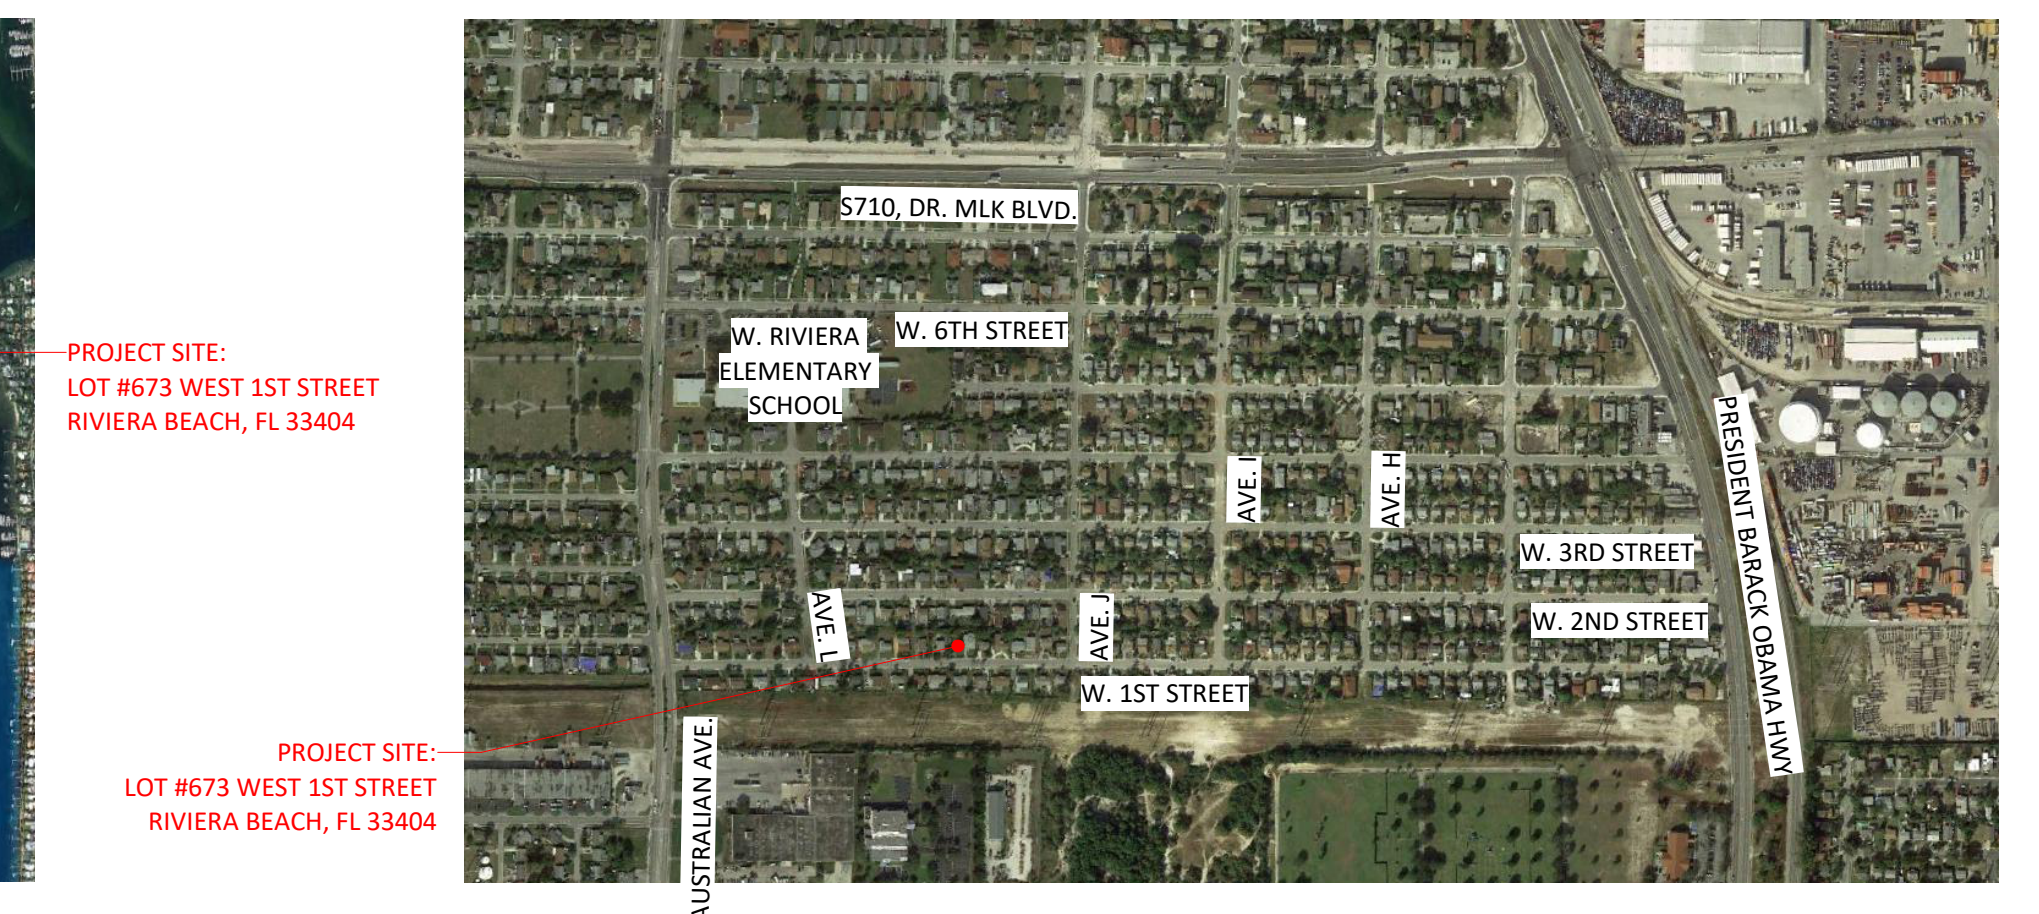 S710, DR. MLK BLVD.
W. RIVIERA
ELEMENTARY
SCHOOL
W. 6TH STREET
PROJECT SITE:
LOT #673 WEST 1ST STREET
RIVIERA BEACH, FL 33404
AVE. I
AVE. H
PRESIDENT BARACK OBAMA HWY
W. 3RD STREET
AVE. L
AVE. J
W. 2ND STREET
W. 1ST STREET
AUSTRALIAN AVE.
PROJECT SITE:
LOT #673 WEST 1ST STREET
RIVIERA BEACH, FL 33404